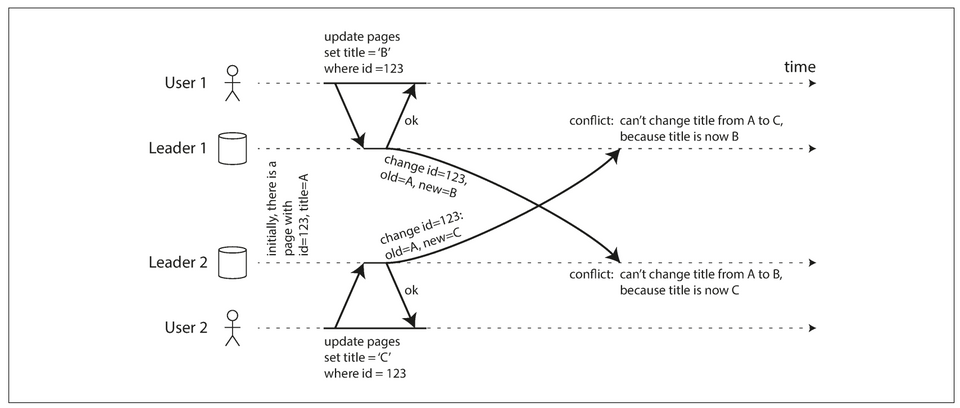 update pages
set title = ‘B’
where id =123
time
User 1
ok
conflict: can’t change title from A to C,
because title is now B
Leader 1
change id=123,
old=A, new=B
initially, there is a
page with
id=123, title=A
change id=123:
old=A, new=C
Leader 2
conflict: can’t change title from A to B,
because title is now C
ok
User 2
update pages
set title = ‘C’
where id = 123